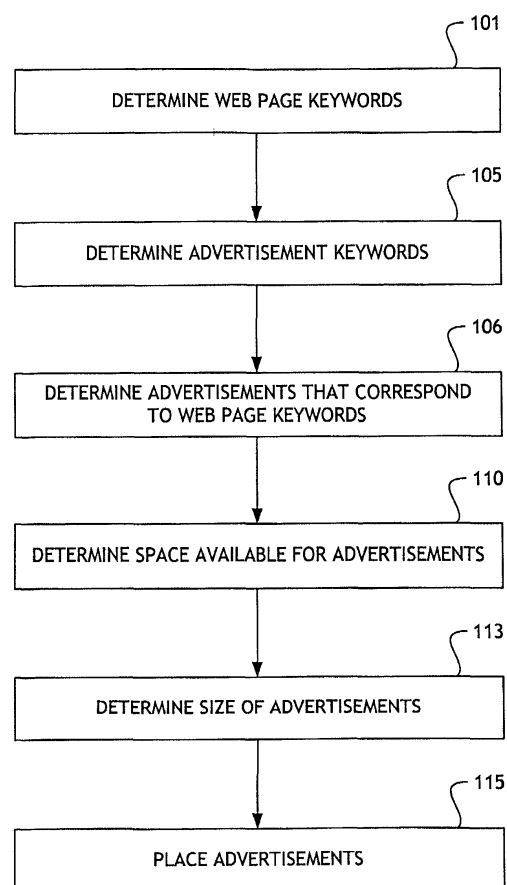 101
DETERMINE WEB PAGE KEYWORDS
105
DETERMINE ADVERTISEMENT KEYWORDS
106
DETERMINE ADVERTISEMENTS THAT CORRESPOND
TO WEB PAGE KEYWORDS
110
DETERMINE SPACE AVAILABLE FOR ADVERTISEMENTS
113
DETERMINE SIZE OF ADVERTISEMENTS
115
PLACE ADVERTISEMENTS